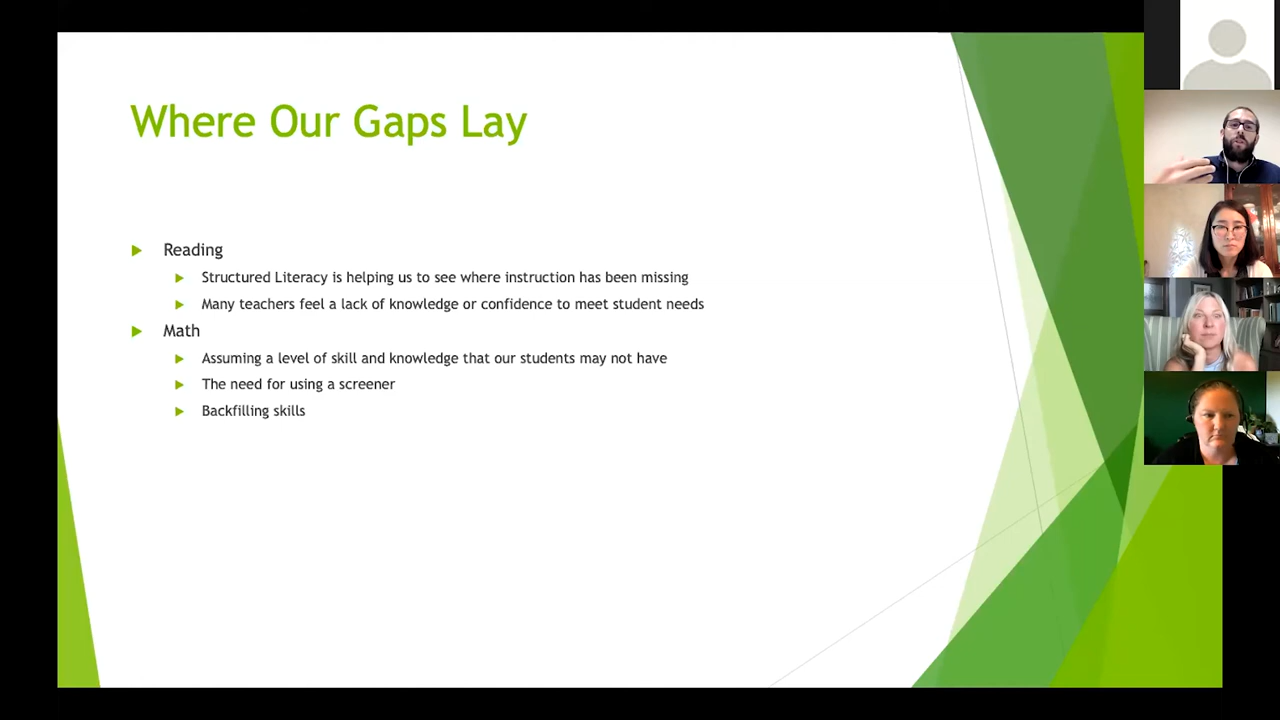 Where Our Gaps Lay
Reading
Structured Literacy is helping us to see where instruction has been missing
Many teachers feel a lack of knowledge or confidence to meet student needs
Math
Assuming a level of skill and knowledge that our students may not have
The need for using a screener
Backfilling skills